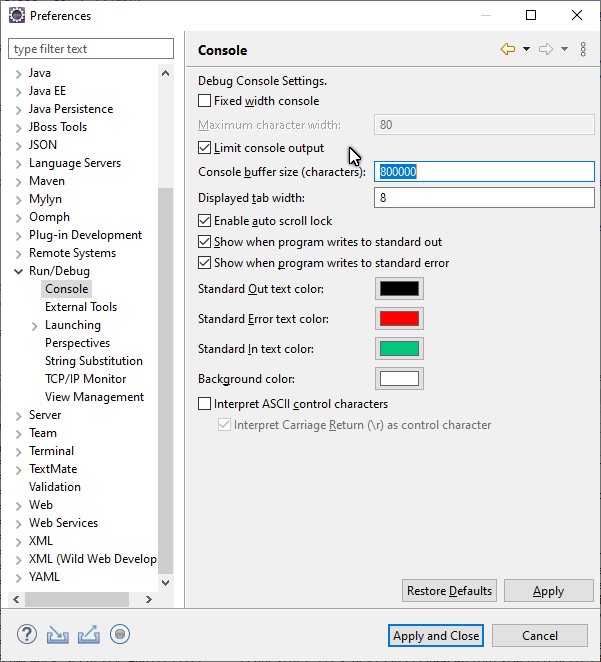 Preferences
type filter text
Java
Java EE
Java Persistence
JBoss Tools
JSON
Language Servers
Maven
Mylyn
Oomph
Plug-in Development
Remote Systems
Run/Debug
Console
External Tools
Launching
Perspectives
String Substitution
TCP/IP Monitor
View Management
Server
Team
Terminal
TextMate
Validation
Web
Web Services
XML
XML (Wild Web Develop
YAML
Console
Debug Console Settings.
Fixed width console
Maximum character width: 80
Limit console output
Console buffer size (characters): 800000
Displayed tab width: 8
Enable auto scroll lock
Show when program writes to standard out
Show when program writes to standard error
Standard Out text color:
Standard Error text color:
Standard In text color:
Background color:
Interpret ASCII control characters
Interpret Carriage Return (\r) as control character
Restore Defaults Apply
? Apply and Close Cancel